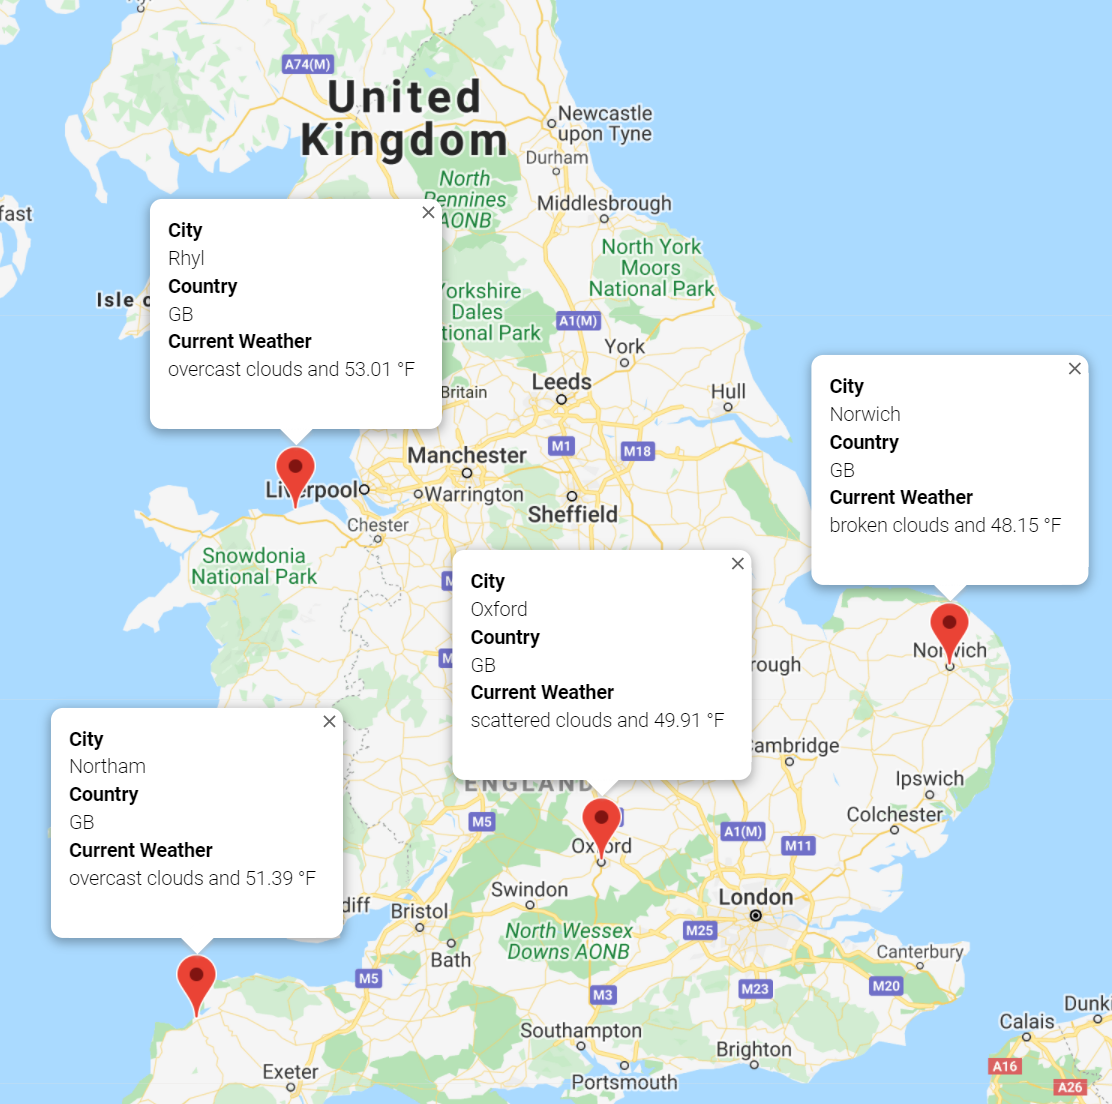 A74(M)
United
Kingdom
Newcastle
upon Tyne
Durham
North
Pennines
AONB
Middlesbrough
fast
City
Rhyl
Country
GB
Current Weather
overcast clouds and 53.01 °F
North York
Moors
National Park
Isle
Yorkshire
Dales
tional Park
A1(M)
York
Leeds
Britain
Hull
City
Norwich
Country
GB
Current Weather
broken clouds and 48.15 °F
M1
M18
Manchester
Liverpool
Warrington
Sheffield
Chester
Snowdonia
National Park
City
Oxford
Country
GB
Current Weather
scattered clouds and 49.91 °F
Norwich
rough
City
Northam
Country
GB
Current Weather
overcast clouds and 51.39 °F
Cambridge
Ipswich
ENGLAND
M5
Colchester
A1(M)
M11
Oxford
Swindon
London
diff
Bristol
North Wessex
Downs AONB
M25
Bath
Canterbury
M5
M3
M23
M20
Dunki
Calais
Southampton
Brighton
Exeter
Portsmouth
A16
A26